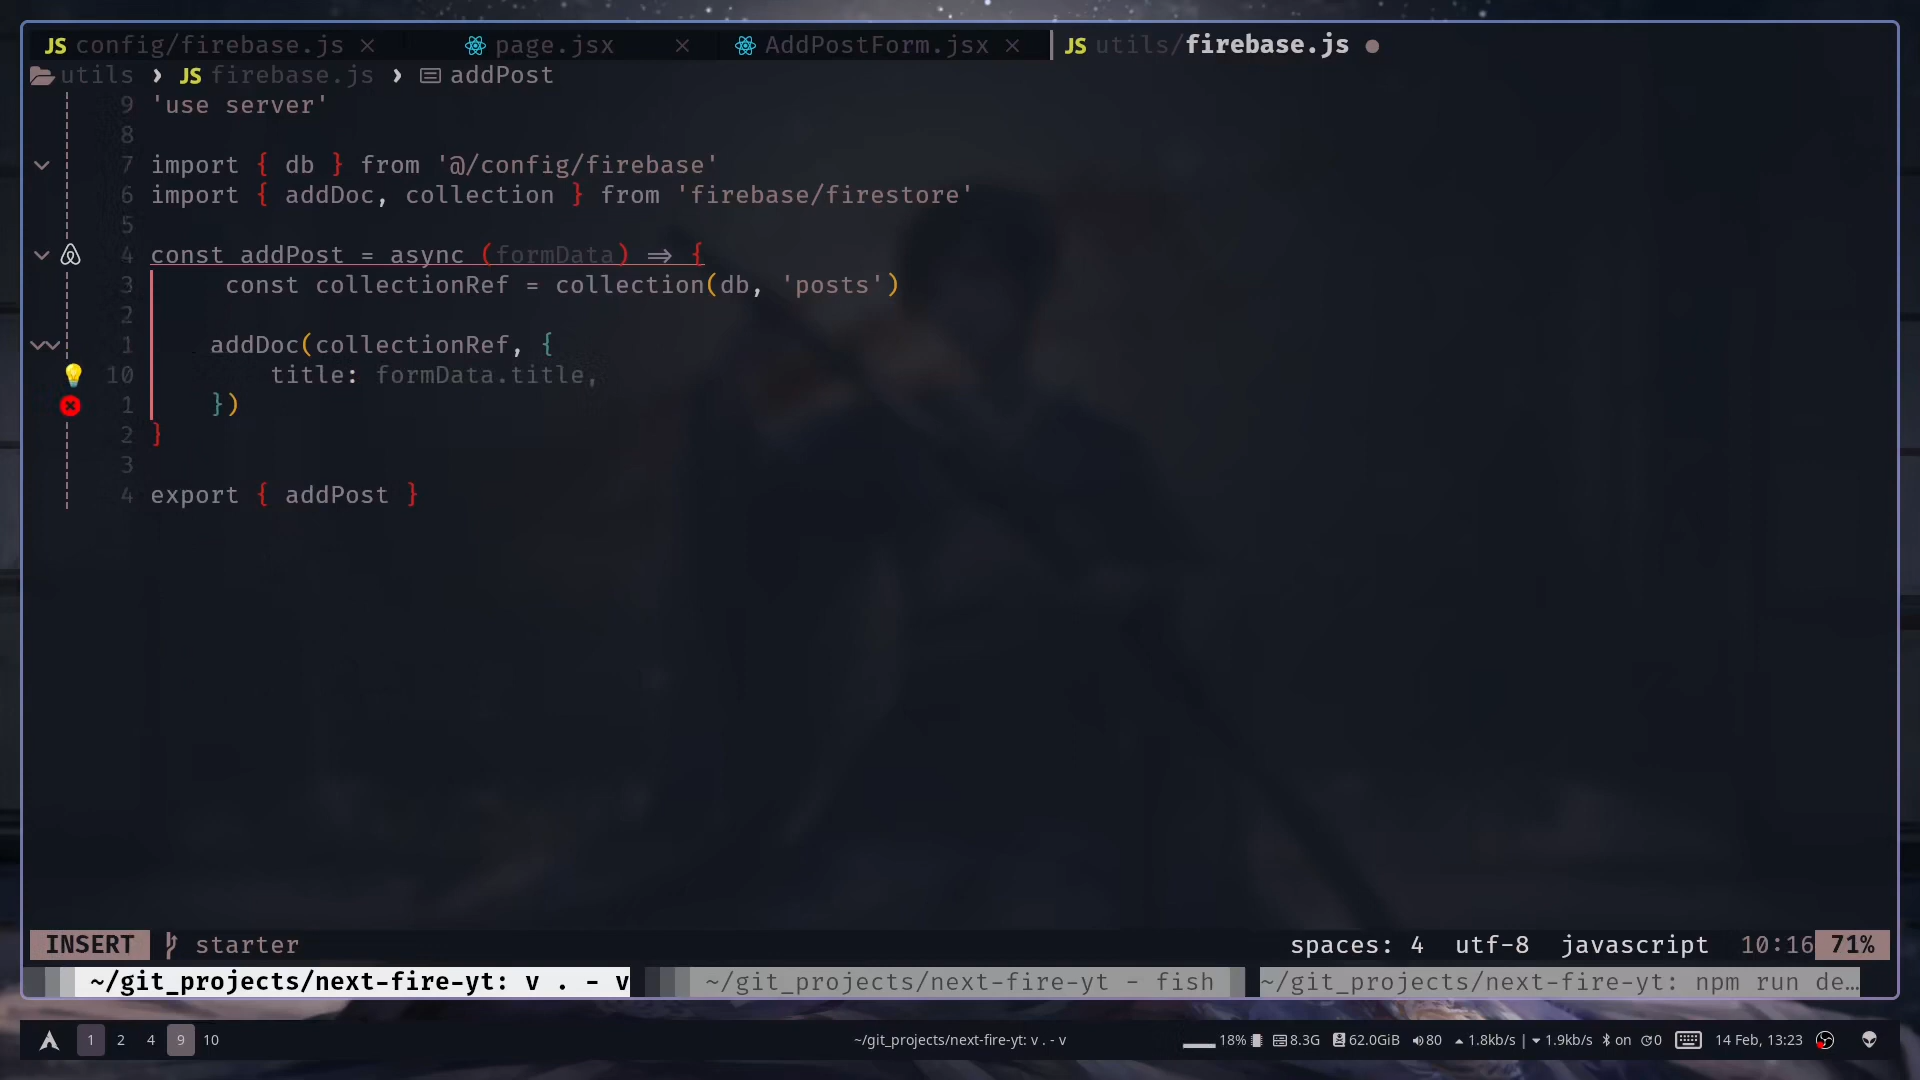 JS config/firebase.js × page.jsx × AddPostForm.jsx × JS utils/firebase.js ●
utils › JS firebase.js › addPost
9 'use server'
8
7 import { db } from '@/config/firebase'
6 import { addDoc, collection } from 'firebase/firestore'
5
4 const addPost = async (formData) => {
3 const collectionRef = collection(db, 'posts')
2
1 addDoc(collectionRef, {
10 title: formData.title,
1 })
2 }
3
4 export { addPost }
INSERT starter spaces: 4 utf-8 javascript 10:16 71%
~/git_projects/next-fire-yt: v . - v ~/git_projects/next-fire-yt - fish ~/git_projects/next-fire-yt: npm run de…
1 2 4 9 10 ~/git_projects/next-fire-yt: v . - v 18% 8.3G 62.0GiB 80 1.8kb/s | 1.9kb/s on 0 14 Feb, 13:23